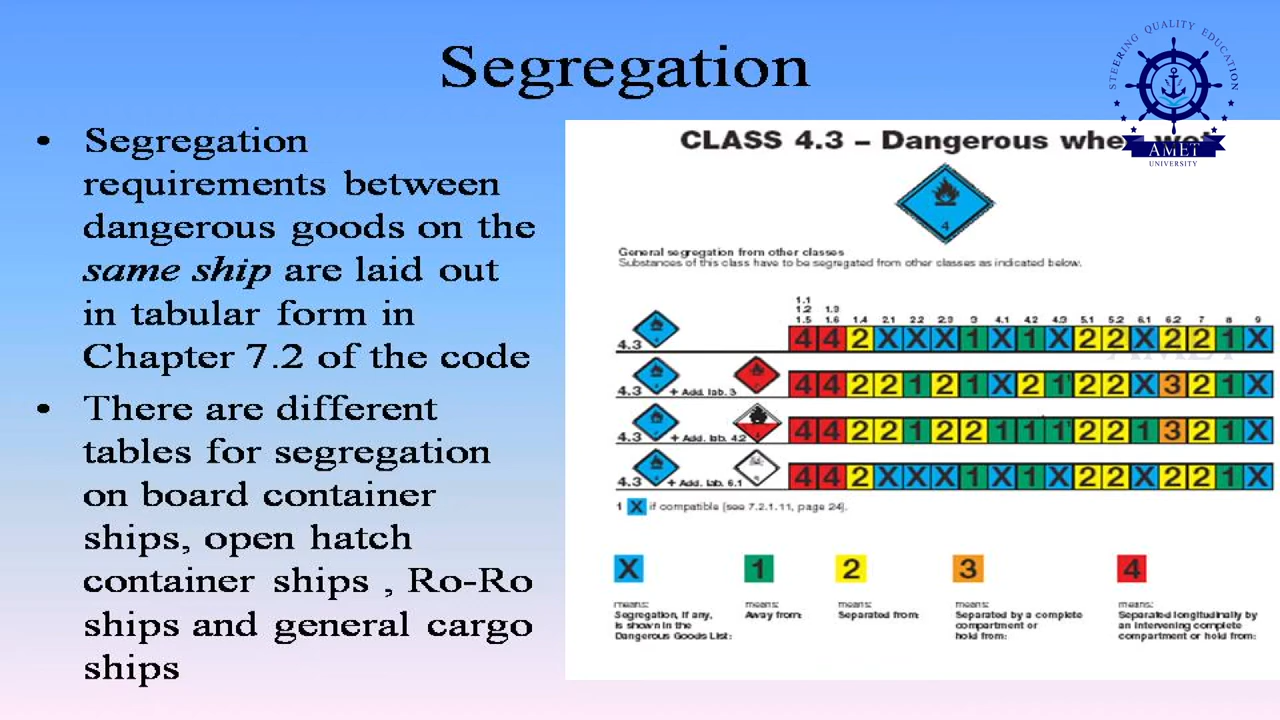 Segregation
STEERING QUALITY EDUCATION
AMET
UNIVERSITY
• Segregation
requirements between
dangerous goods on the
same ship are laid out
in tabular form in
Chapter 7.2 of the code
• There are different
tables for segregation
on board container
ships, open hatch
container ships , Ro-Ro
ships and general cargo
ships
CLASS 4.3 – Dangerous when wet
4
General segregation from other classes
Substances of this class have to be segregated from other classes as indicated below.
1.1
1.2 1.3
1.5 1.6 1.4 2.1 2.2 2.3 3 4.1 4.2 4.3 5.1 5.2 6.1 6.2 7 8 9
4.3 4 4 2 X X X 1 X 1 X 2 2 X 2 2 1 X
4.3 + Add. lab. 3 4 4 2 2 1 2 1 X 2 1¹ 2 2 X 3 2 1 X
4.3 + Add. lab. 4.2 4 4 2 2 1 2 2 1 1 1¹ 2 2 1 3 2 1 X
4.3 + Add. lab. 6.1 4 4 2 X X X 1 X 1 X 2 2 X 2 2 1 X
1 X if compatible (see 7.2.1.11, page 24).
X 1 2 3 4
means: means: means: means: means:
Segregation, if any, Away from: Separated from: Separated by a complete Separated longitudinally by
is shown in the compartment or an intervening complete
Dangerous Goods List: hold from: compartment or hold from: